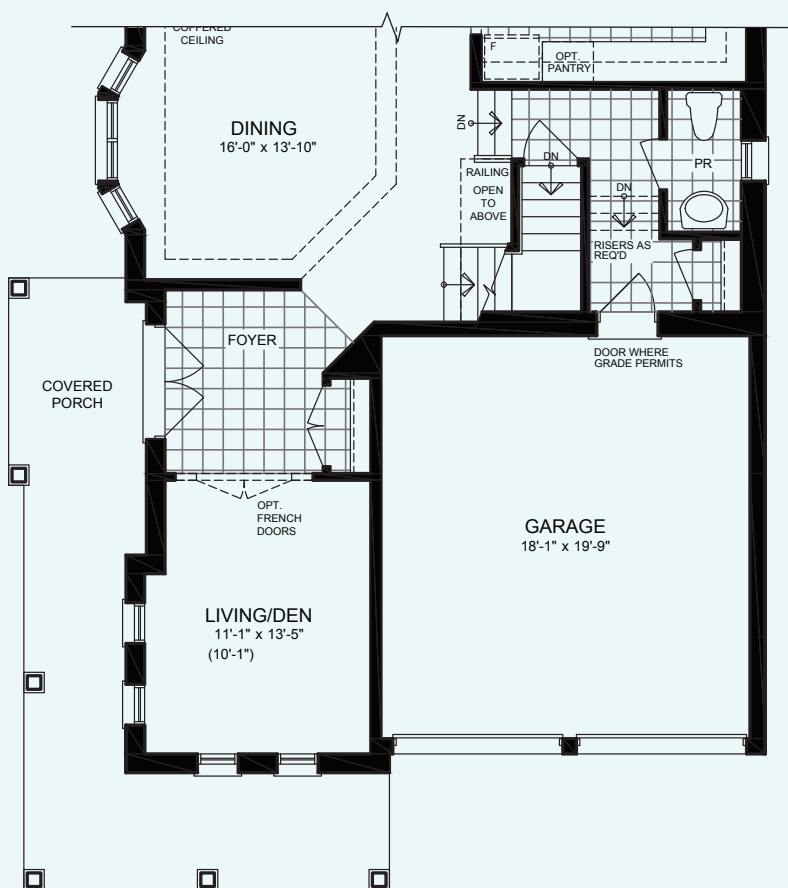 COFFERED
CEILING
F
OPT.
PANTRY
DINING
16'-0" x 13'-10"
DN
DN
PR
RAILING
OPEN
TO
ABOVE
DN
RISERS AS
REQ'D
FOYER
DOOR WHERE
GRADE PERMITS
COVERED
PORCH
OPT.
FRENCH
DOORS
GARAGE
18'-1" x 19'-9"
LIVING/DEN
11'-1" x 13'-5"
(10'-1")